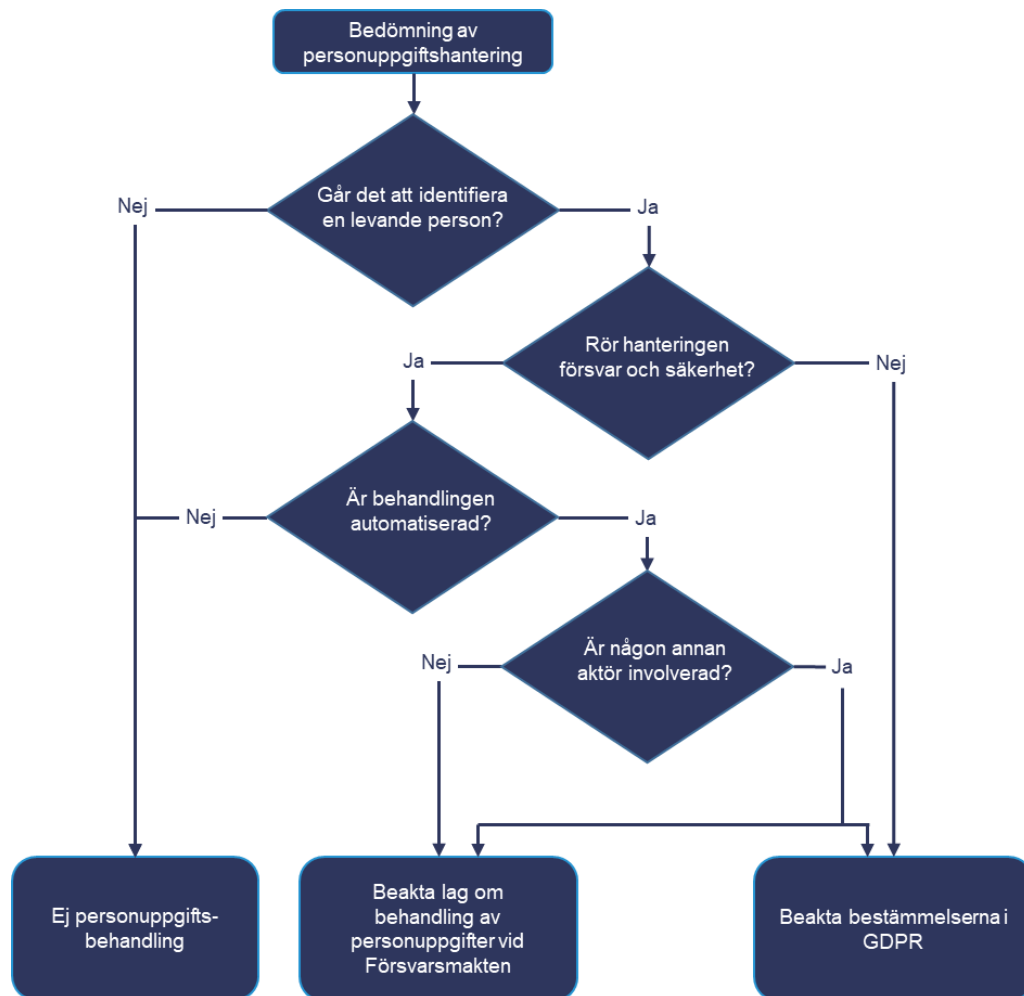 Bedömning av
personuppgiftshantering
Går det att identifiera
en levande person?
Nej
Ja
Rör hanteringen
försvar och säkerhet?
Ja
Nej
Är behandlingen
automatiserad?
Nej
Ja
Är någon annan
aktör involverad?
Nej
Ja
Ej personuppgifts-
behandling
Beakta lag om
behandling av
personuppgifter vid
Försvarsmakten
Beakta bestämmelserna i
GDPR